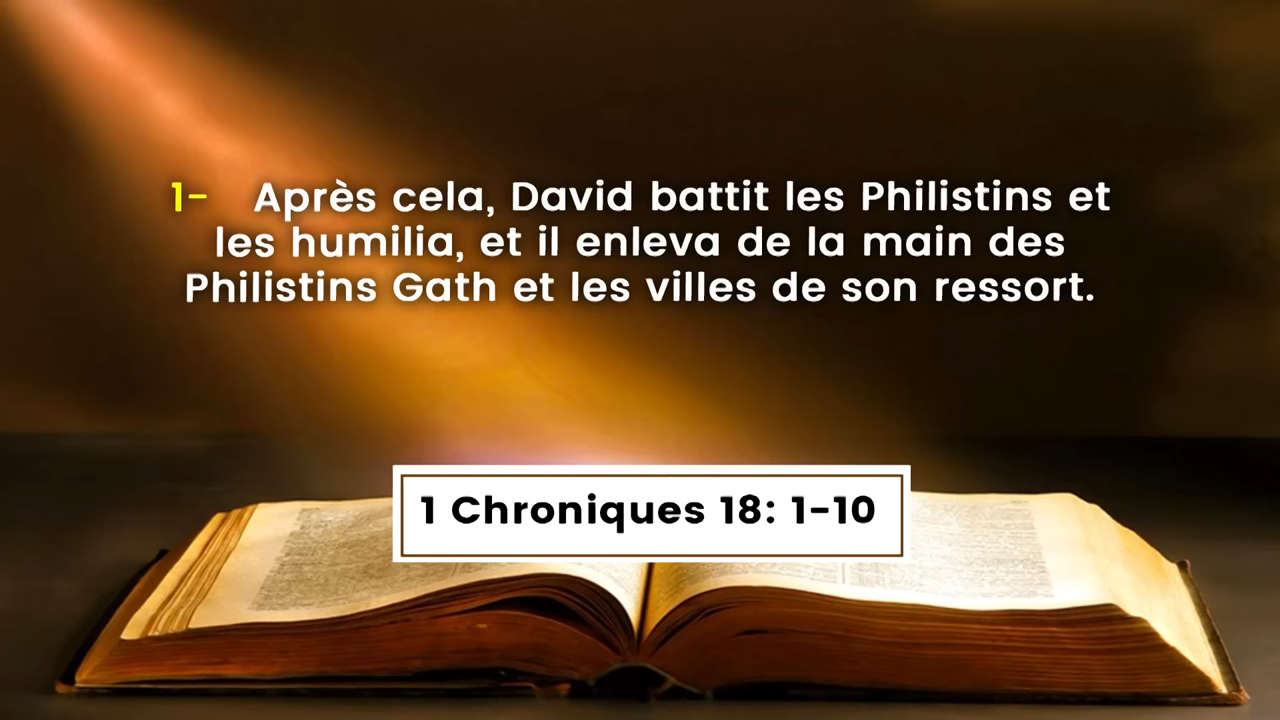 1- Après cela, David battit les Philistins et
les humilia, et il enleva de la main des
Philistins Gath et les villes de son ressort.
1 Chroniques 18: 1-10